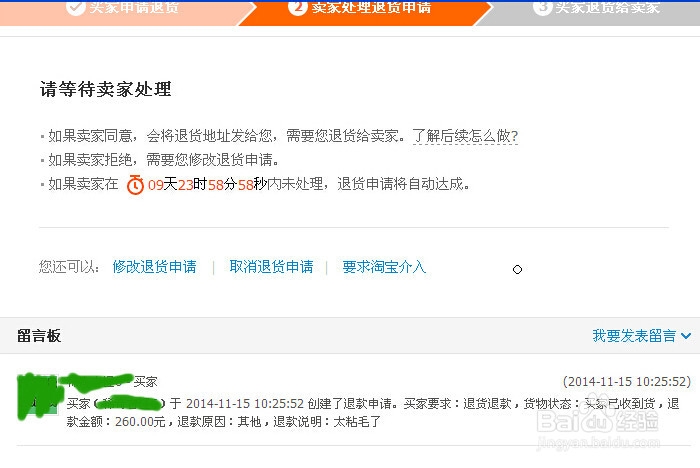 买家申请退货 2 卖家处理退货申请 3 买家退货给卖家
请等待卖家处理
·如果卖家同意，会将退货地址发给您，需要您退货给卖家。了解后续怎么做?
·如果卖家拒绝，需要您修改退货申请。
·如果卖家在 09天23时58分58秒内未处理，退货申请将自动达成。
您还可以： 修改退货申请 | 取消退货申请 | 要求淘宝介入
留言板 我要发表留言
买家 (2014-11-15 10:25:52)
买家( )于 2014-11-15 10:25:52 创建了退款申请。买家要求：退货退款，货物状态：买家已收到货，退
款金额：260.00元，退款原因：其他，退款说明：太粘毛了
Baidu 经验
jingyan.baidu.com